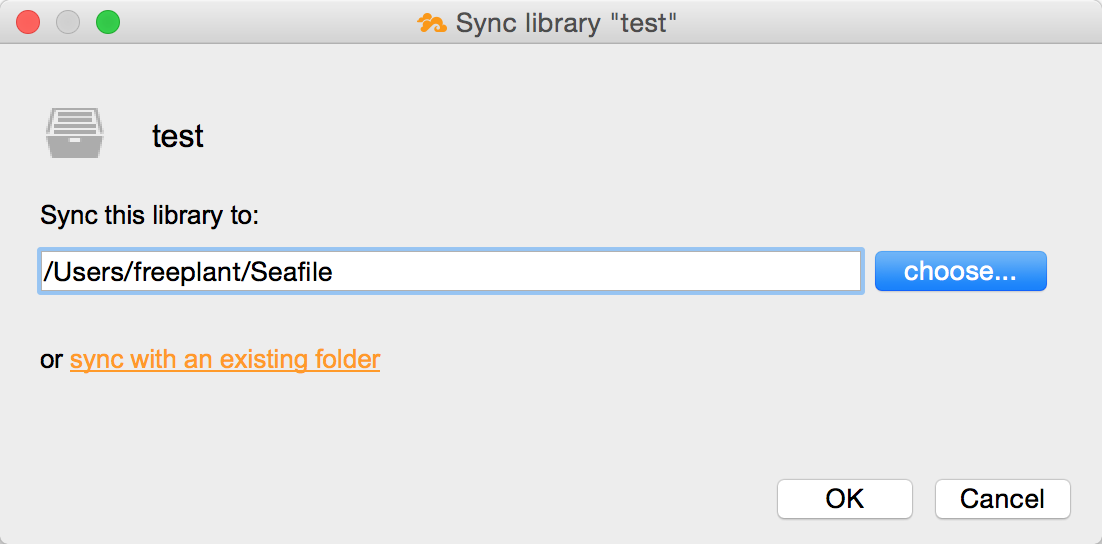 Sync library "test"
test
Sync this library to:
/Users/freeplant/Seafile
choose...
or sync with an existing folder
OK
Cancel